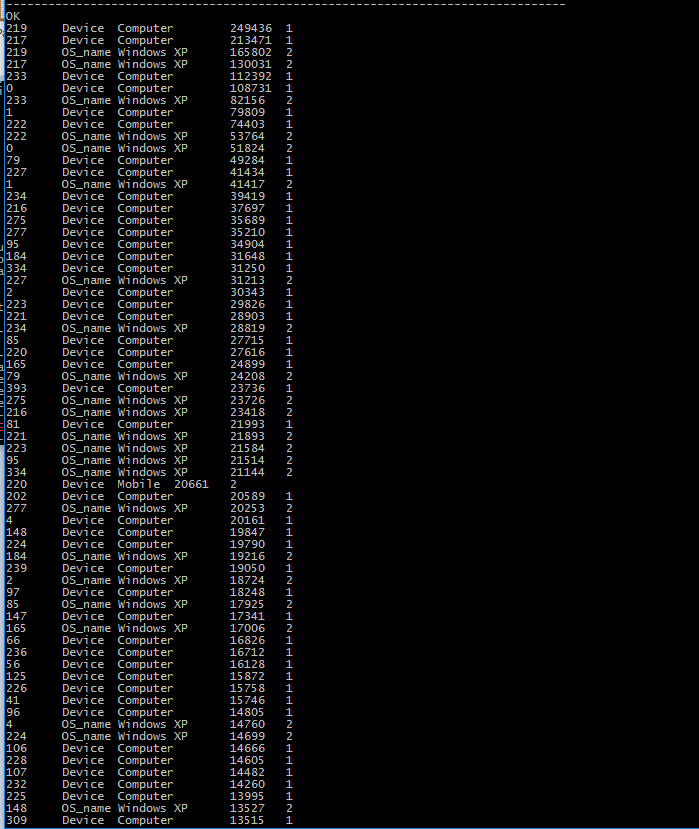 --------------------------------------------------------------------------------
OK
219 Device Computer 249436 1
217 Device Computer 213471 1
219 OS_name Windows XP 165802 2
217 OS_name Windows XP 130031 2
233 Device Computer 112392 1
0 Device Computer 108731 1
233 OS_name Windows XP 82156 2
1 Device Computer 79809 1
222 Device Computer 74403 1
222 OS_name Windows XP 53764 2
0 OS_name Windows XP 51824 2
79 Device Computer 49284 1
227 Device Computer 41434 1
1 OS_name Windows XP 41417 2
234 Device Computer 39419 1
216 Device Computer 37697 1
275 Device Computer 35689 1
277 Device Computer 35210 1
95 Device Computer 34904 1
184 Device Computer 31648 1
334 Device Computer 31250 1
227 OS_name Windows XP 31213 2
2 Device Computer 30343 1
223 Device Computer 29826 1
221 Device Computer 28903 1
234 OS_name Windows XP 28819 2
85 Device Computer 27715 1
220 Device Computer 27616 1
165 Device Computer 24899 1
79 OS_name Windows XP 24208 2
393 Device Computer 23736 1
275 OS_name Windows XP 23726 2
216 OS_name Windows XP 23418 2
81 Device Computer 21993 1
221 OS_name Windows XP 21893 2
223 OS_name Windows XP 21584 2
95 OS_name Windows XP 21514 2
334 OS_name Windows XP 21144 2
220 Device Mobile 20661 2
202 Device Computer 20589 1
277 OS_name Windows XP 20253 2
4 Device Computer 20161 1
148 Device Computer 19847 1
224 Device Computer 19790 1
184 OS_name Windows XP 19216 2
239 Device Computer 19050 1
2 OS_name Windows XP 18724 2
97 Device Computer 18248 1
85 OS_name Windows XP 17925 2
147 Device Computer 17341 1
165 OS_name Windows XP 17006 2
66 Device Computer 16826 1
236 Device Computer 16712 1
56 Device Computer 16128 1
125 Device Computer 15872 1
226 Device Computer 15758 1
41 Device Computer 15746 1
96 Device Computer 14805 1
4 OS_name Windows XP 14760 2
224 OS_name Windows XP 14699 2
106 Device Computer 14666 1
228 Device Computer 14605 1
107 Device Computer 14482 1
232 Device Computer 14260 1
225 Device Computer 13995 1
148 OS_name Windows XP 13527 2
309 Device Computer 13515 1